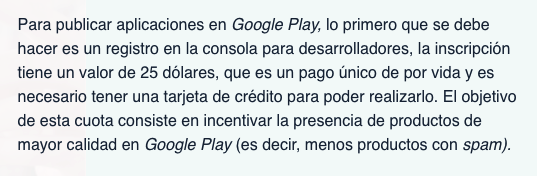 Para publicar aplicaciones en Google Play, lo primero que se debe
hacer es un registro en la consola para desarrolladores, la inscripción
tiene un valor de 25 dólares, que es un pago único de por vida y es
necesario tener una tarjeta de crédito para poder realizarlo. El objetivo
de esta cuota consiste en incentivar la presencia de productos de
mayor calidad en Google Play (es decir, menos productos con spam).